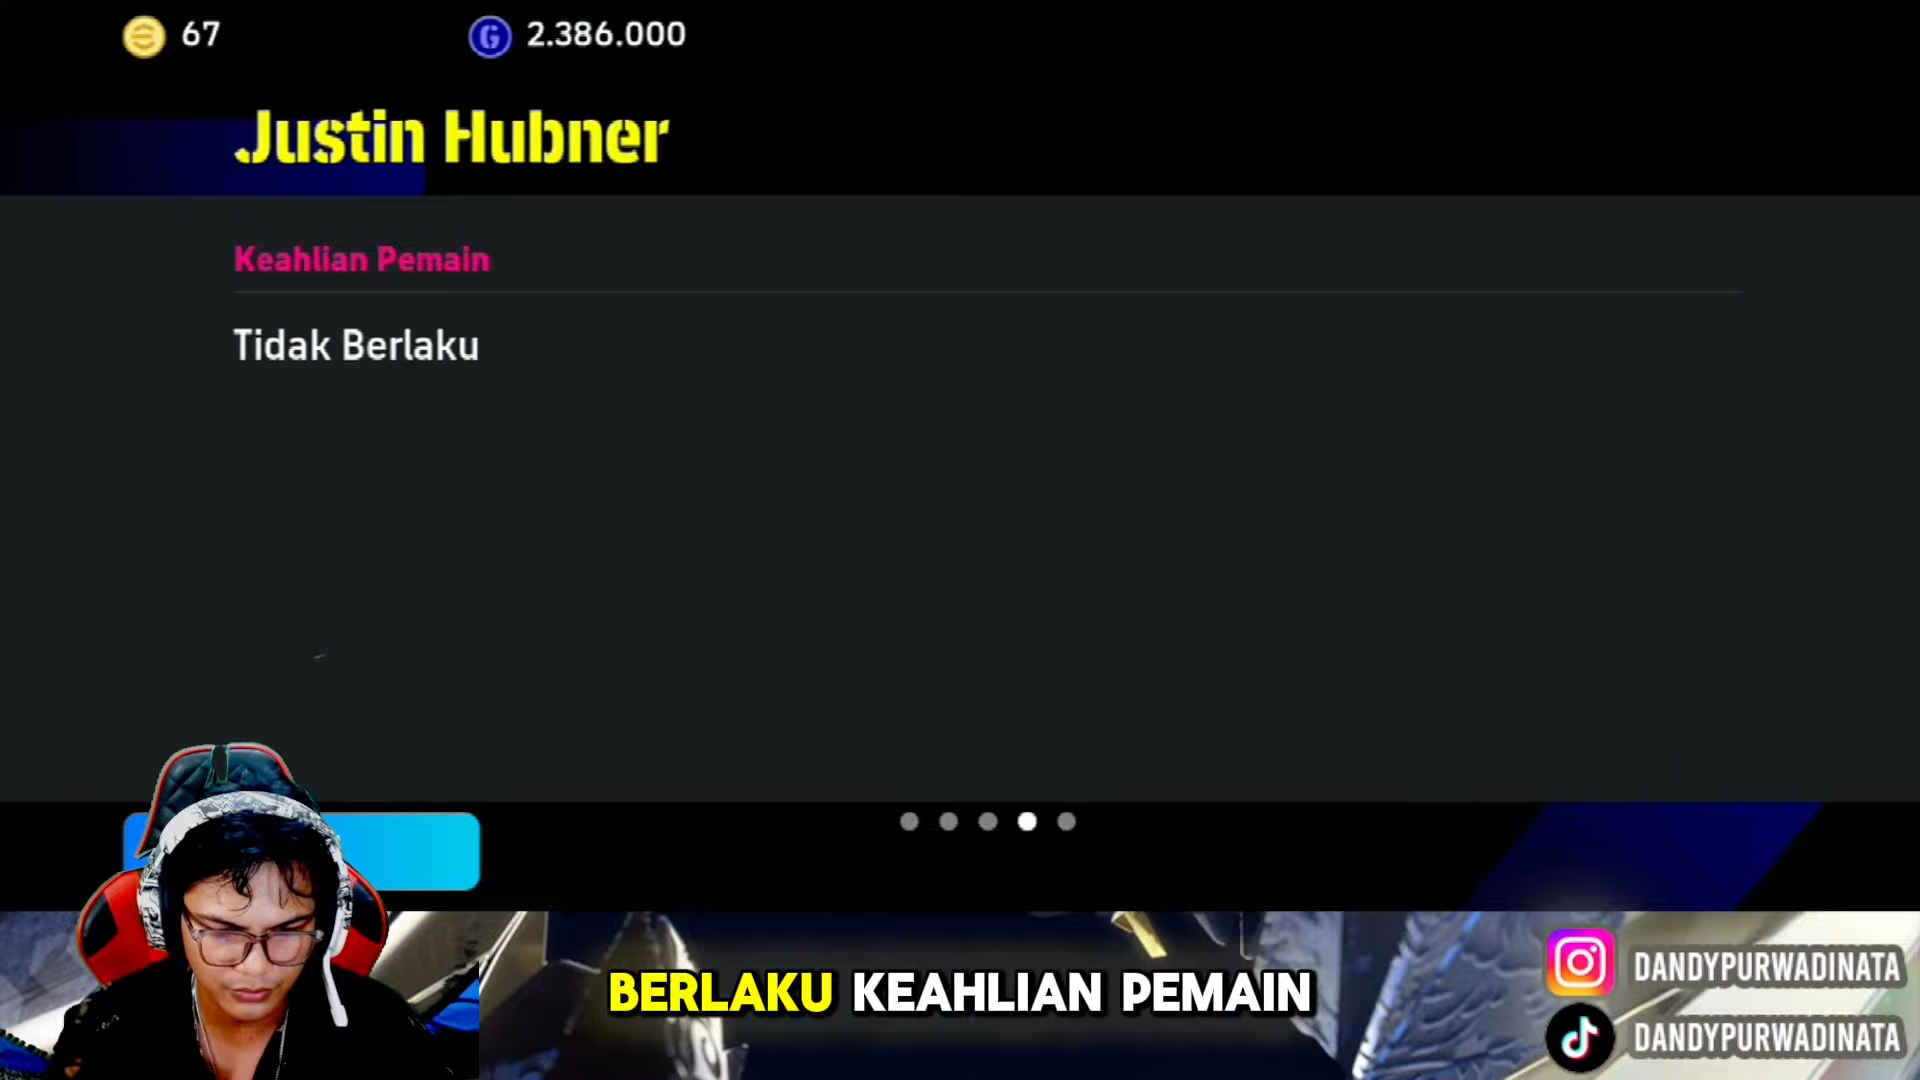 67
2.386.000
Justin Hubner
Keahlian Pemain
Tidak Berlaku
BERLAKU KEAHLIAN PEMAIN
DANDYPURWADINATA
DANDYPURWADINATA